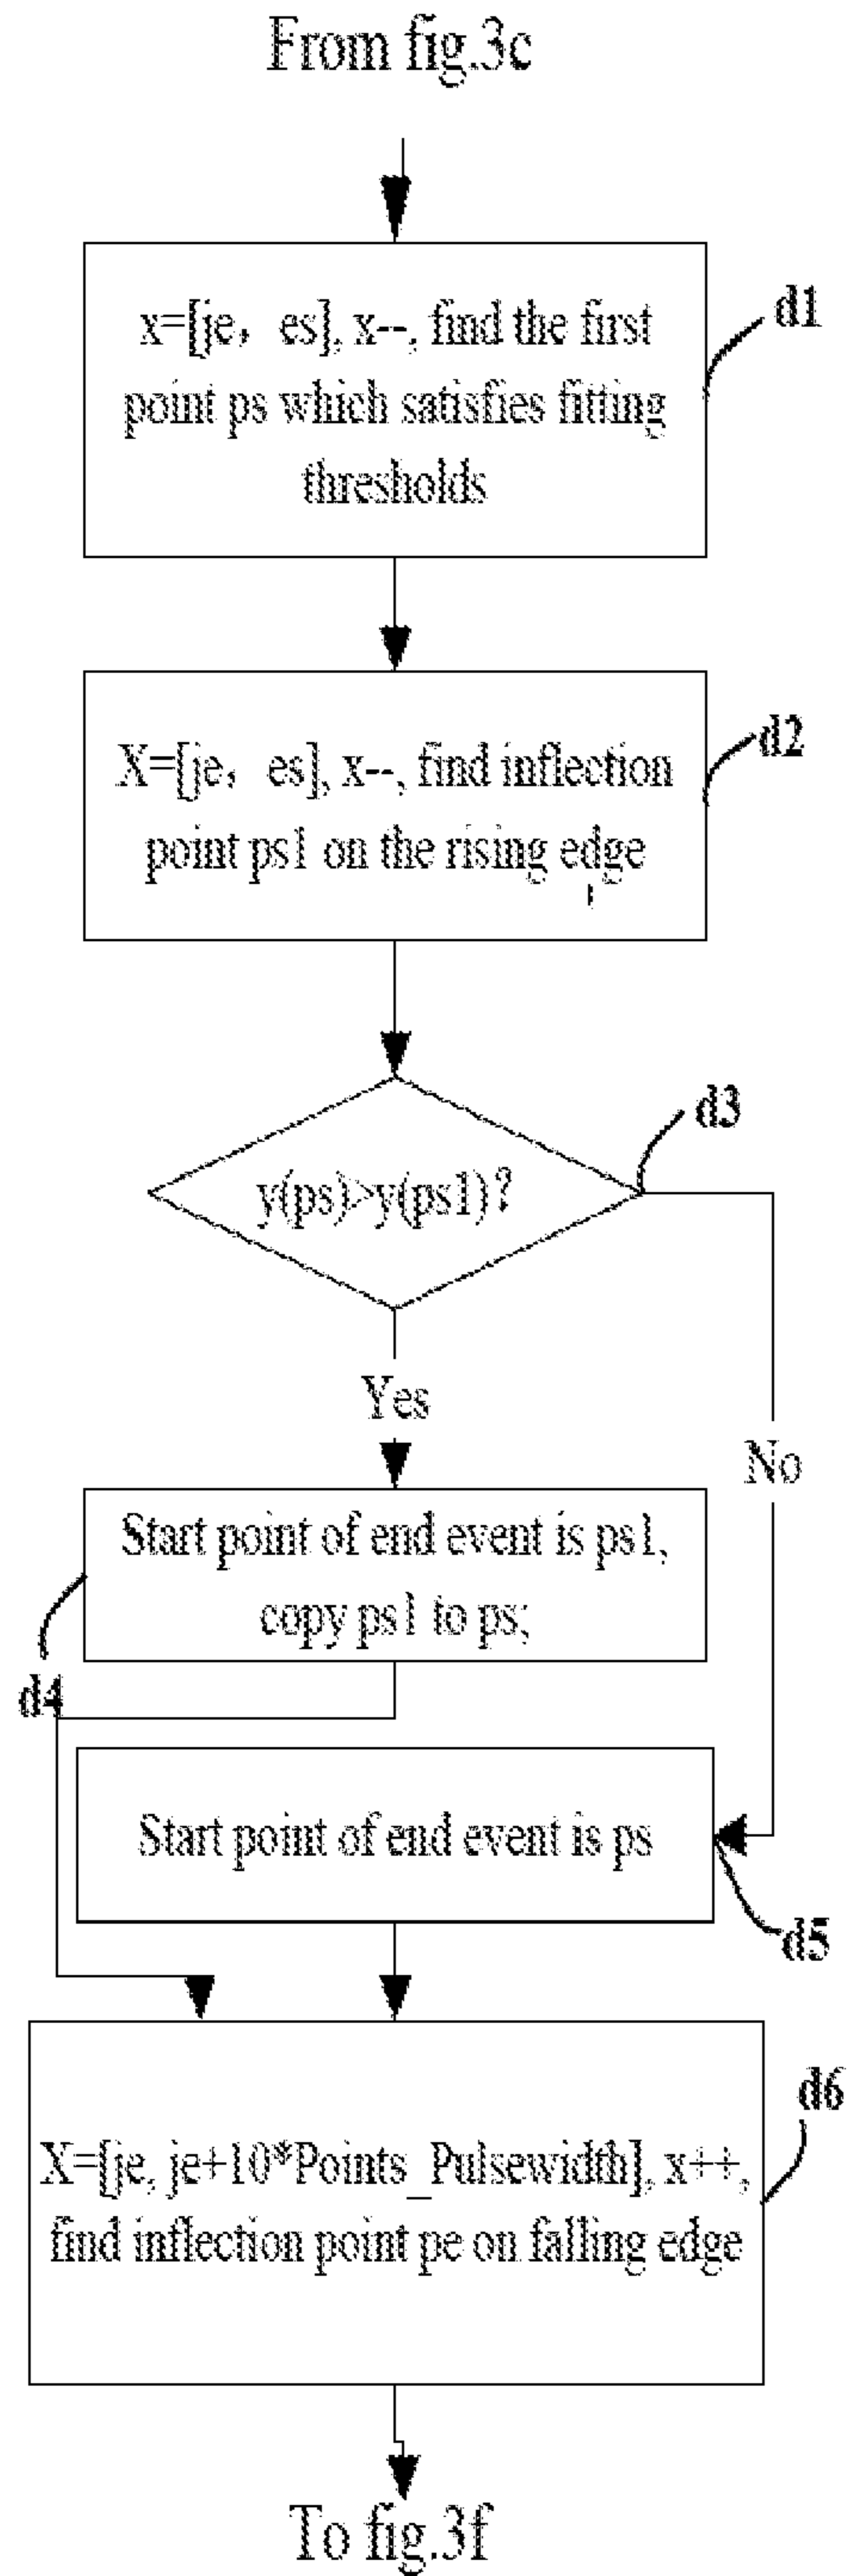 From fig.3c
x=[je， es], x--, find the first
point ps which satisfies fitting
thresholds
d1
X=[je， es], x--, find inflection
point ps1 on the rising edge
d2
y(ps)>y(ps1)?
d3
Yes
No
Start point of end event is ps1,
copy ps1 to ps;
d4
Start point of end event is ps
d5
X=[je, je+10*Points_Pulsewidth], x++,
find inflection point pe on falling edge
d6
To fig.3f